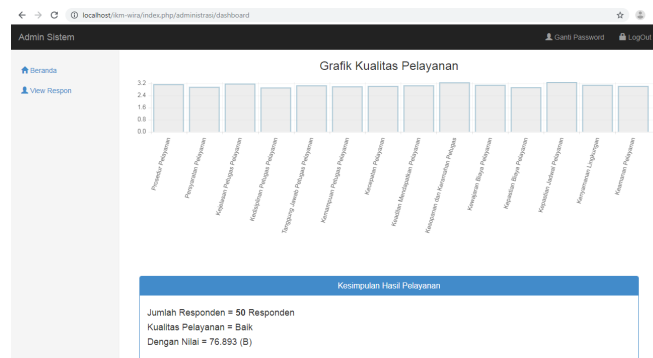 localhost/ikm-wira/index.php/administrasi/dashboard
Admin Sistem
Ganti Password
LogOut
Beranda
View Respon
Grafik Kualitas Pelayanan
3.2
2.4
1.6
0.8
0.0
Prosedur Pelayanan
Persyaratan Pelayanan
Kejelasan Petugas Pelayanan
Kedisiplinan Petugas Pelayanan
Tanggung Jawab Petugas Pelayanan
Kemampuan Petugas Pelayanan
Kecepatan Pelayanan
Keadilan Mendapatkan Pelayanan
Kesopanan dan Keramahan Petugas
Kewajaran Biaya Pelayanan
Kepastian Biaya Pelayanan
Kepastian Jadwal Pelayanan
Kenyamanan Lingkungan
Keamanan Pelayanan
Kesimpulan Hasil Pelayanan
Jumlah Responden = 50 Responden
Kualitas Pelayanan = Baik
Dengan Nilai = 76.893 (B)